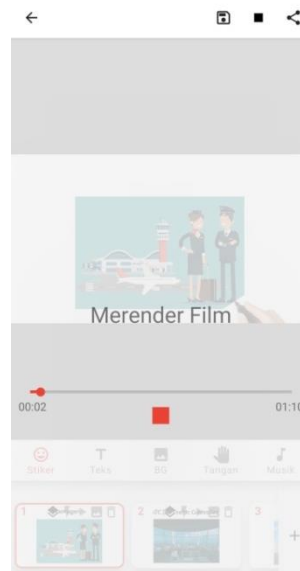 Merender Film
00:02
01:10
Stiker
Teks
BG
Tangan
Musik
1
2
3